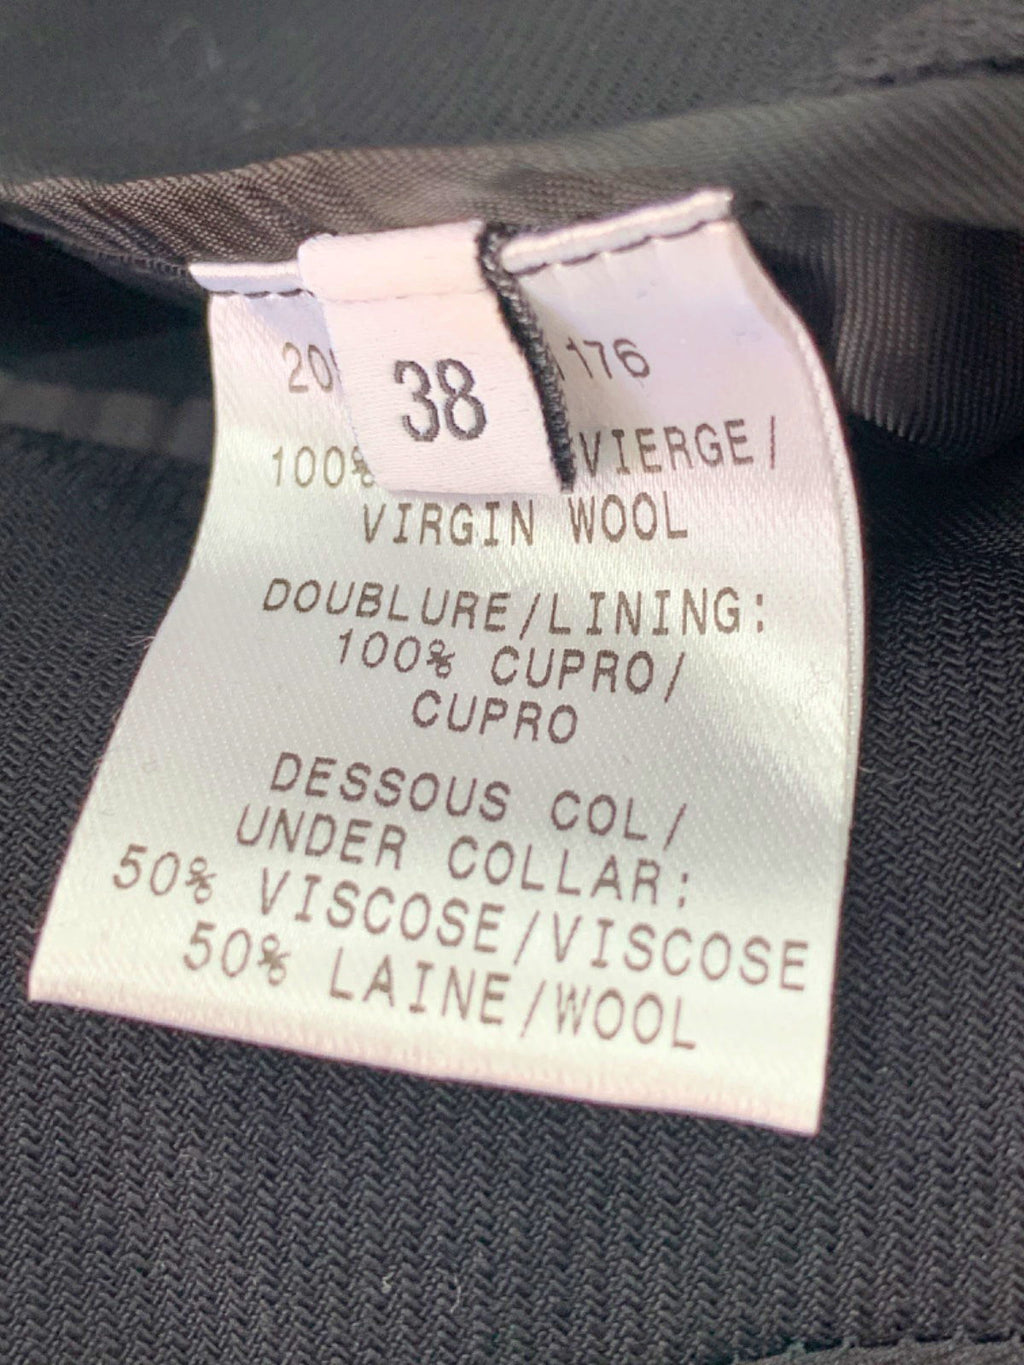 38
176
100% VIERGE/
VIRGIN WOOL
DOUBLURE/LINING:
100% CUPRO/
CUPRO
DESSOUS COL/
UNDER COLLAR:
50% VISCOSE/VISCOSE
50% LAINE/WOOL